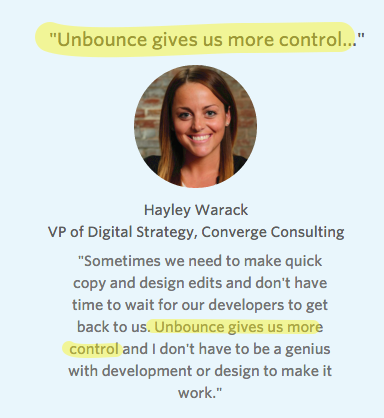 "Unbounce gives us more control..."
Hayley Warack
VP of Digital Strategy, Converge Consulting
"Sometimes we need to make quick
copy and design edits and don't have
time to wait for our developers to get
back to us. Unbounce gives us more
control and I don't have to be a genius
with development or design to make it
work."